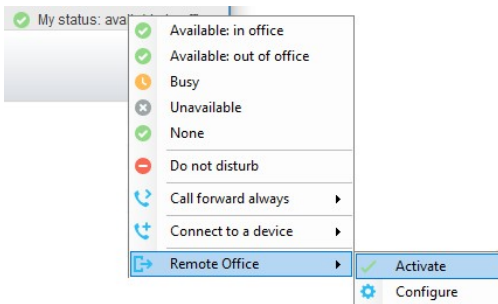 My status: ava
Available: in office
Available: out of office
Busy
Unavailable
None
Do not disturb
Call forward always
Connect to a device
Remote Office
Activate
Configure